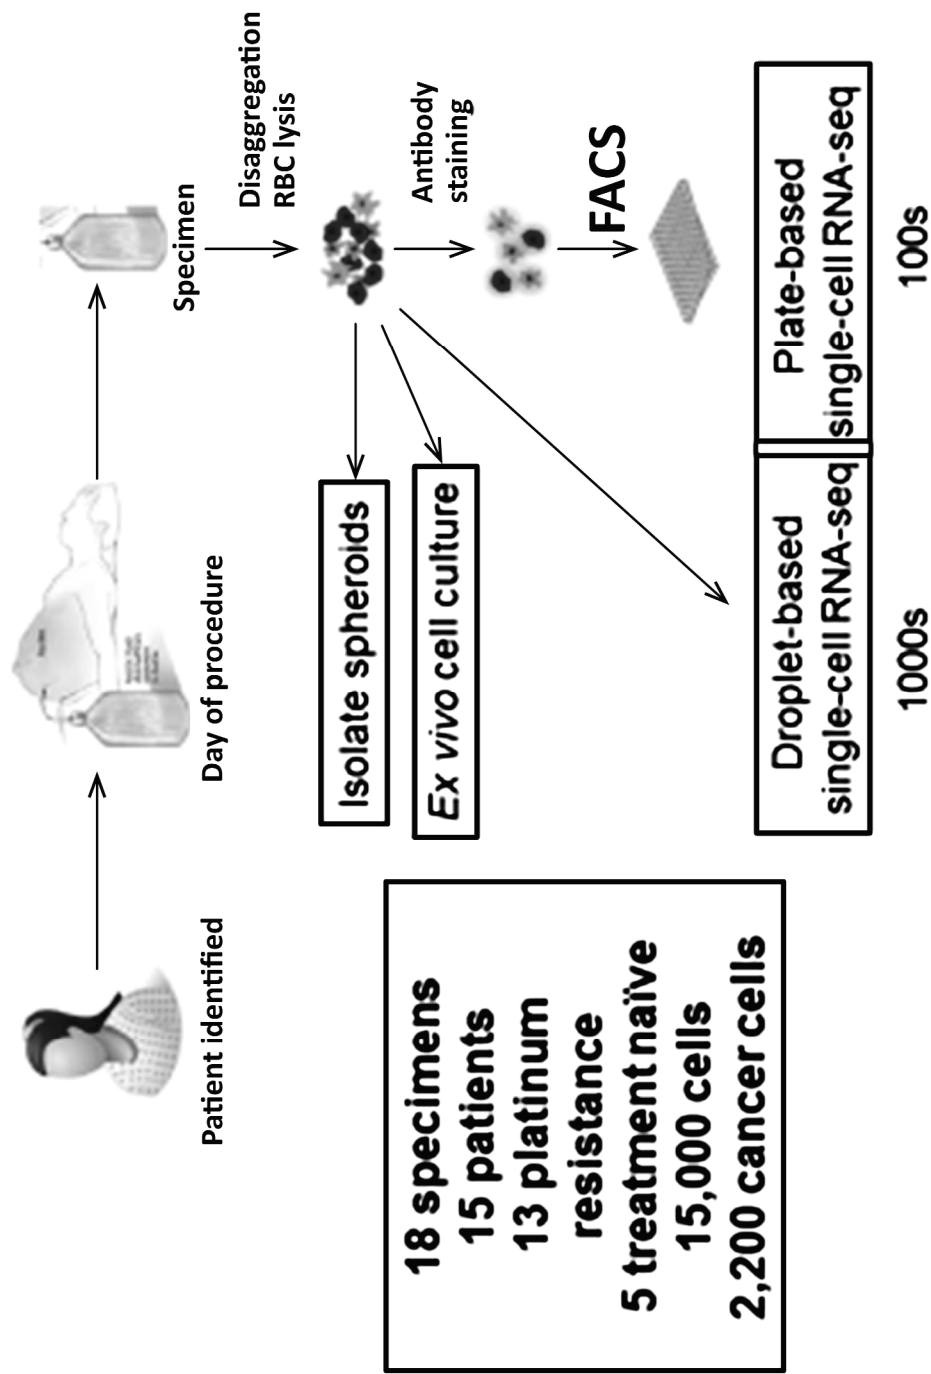 Patient identified
Day of procedure
Specimen
Disaggregation
RBC lysis
Antibody
staining
FACS
Isolate spheroids
Ex vivo cell culture
Droplet-based
single-cell RNA-seq
1000s
Plate-based
single-cell RNA-seq
100s
18 specimens
15 patients
13 platinum
resistance
5 treatment naïve
15,000 cells
2,200 cancer cells